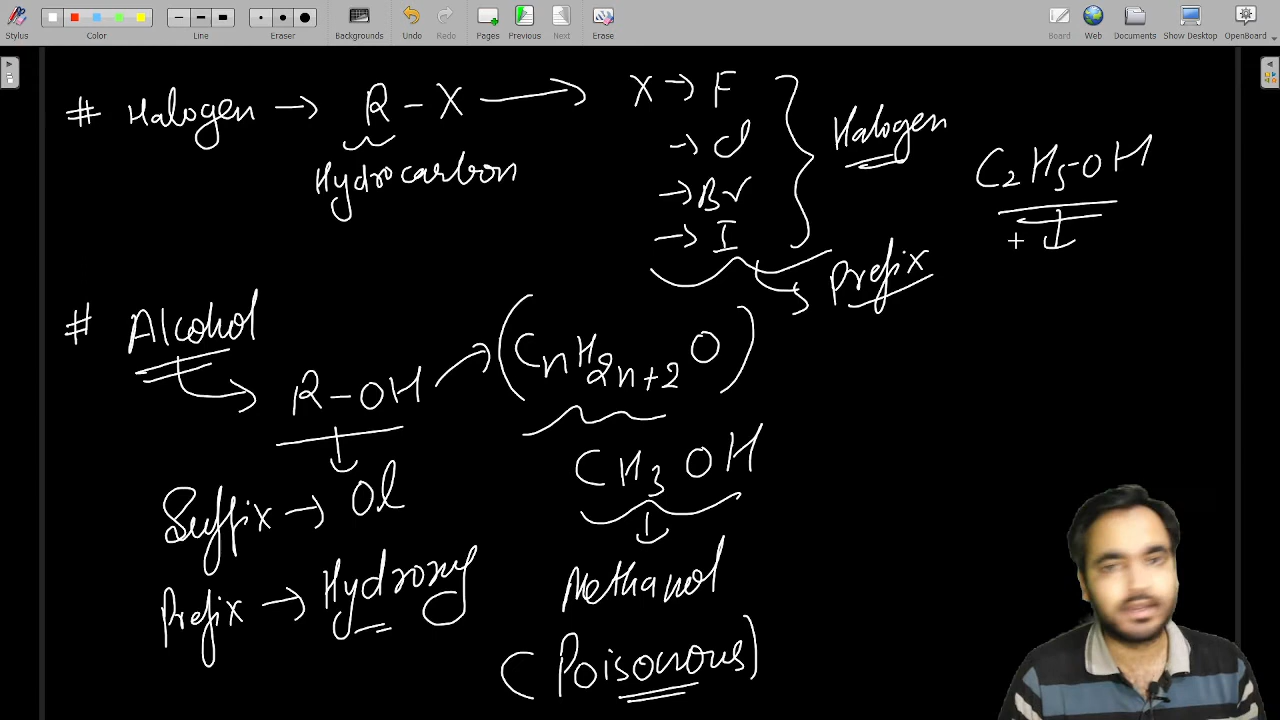 Stylus Color Line Eraser Backgrounds Undo Redo Pages Previous Next Erase Board Web Documents Show Desktop OpenBoard
# Halogen → R - X → X → F
→ Cl
→ Br
→ I
Hydrocarbon
Halogen
Prefix
C2H5-OH
+ ↓
# Alcohol
R-OH → (CnH2n+2 O)
Suffix → Ol
Prefix → Hydroxy
CH3OH
↓
Methanol
(Poisonous)